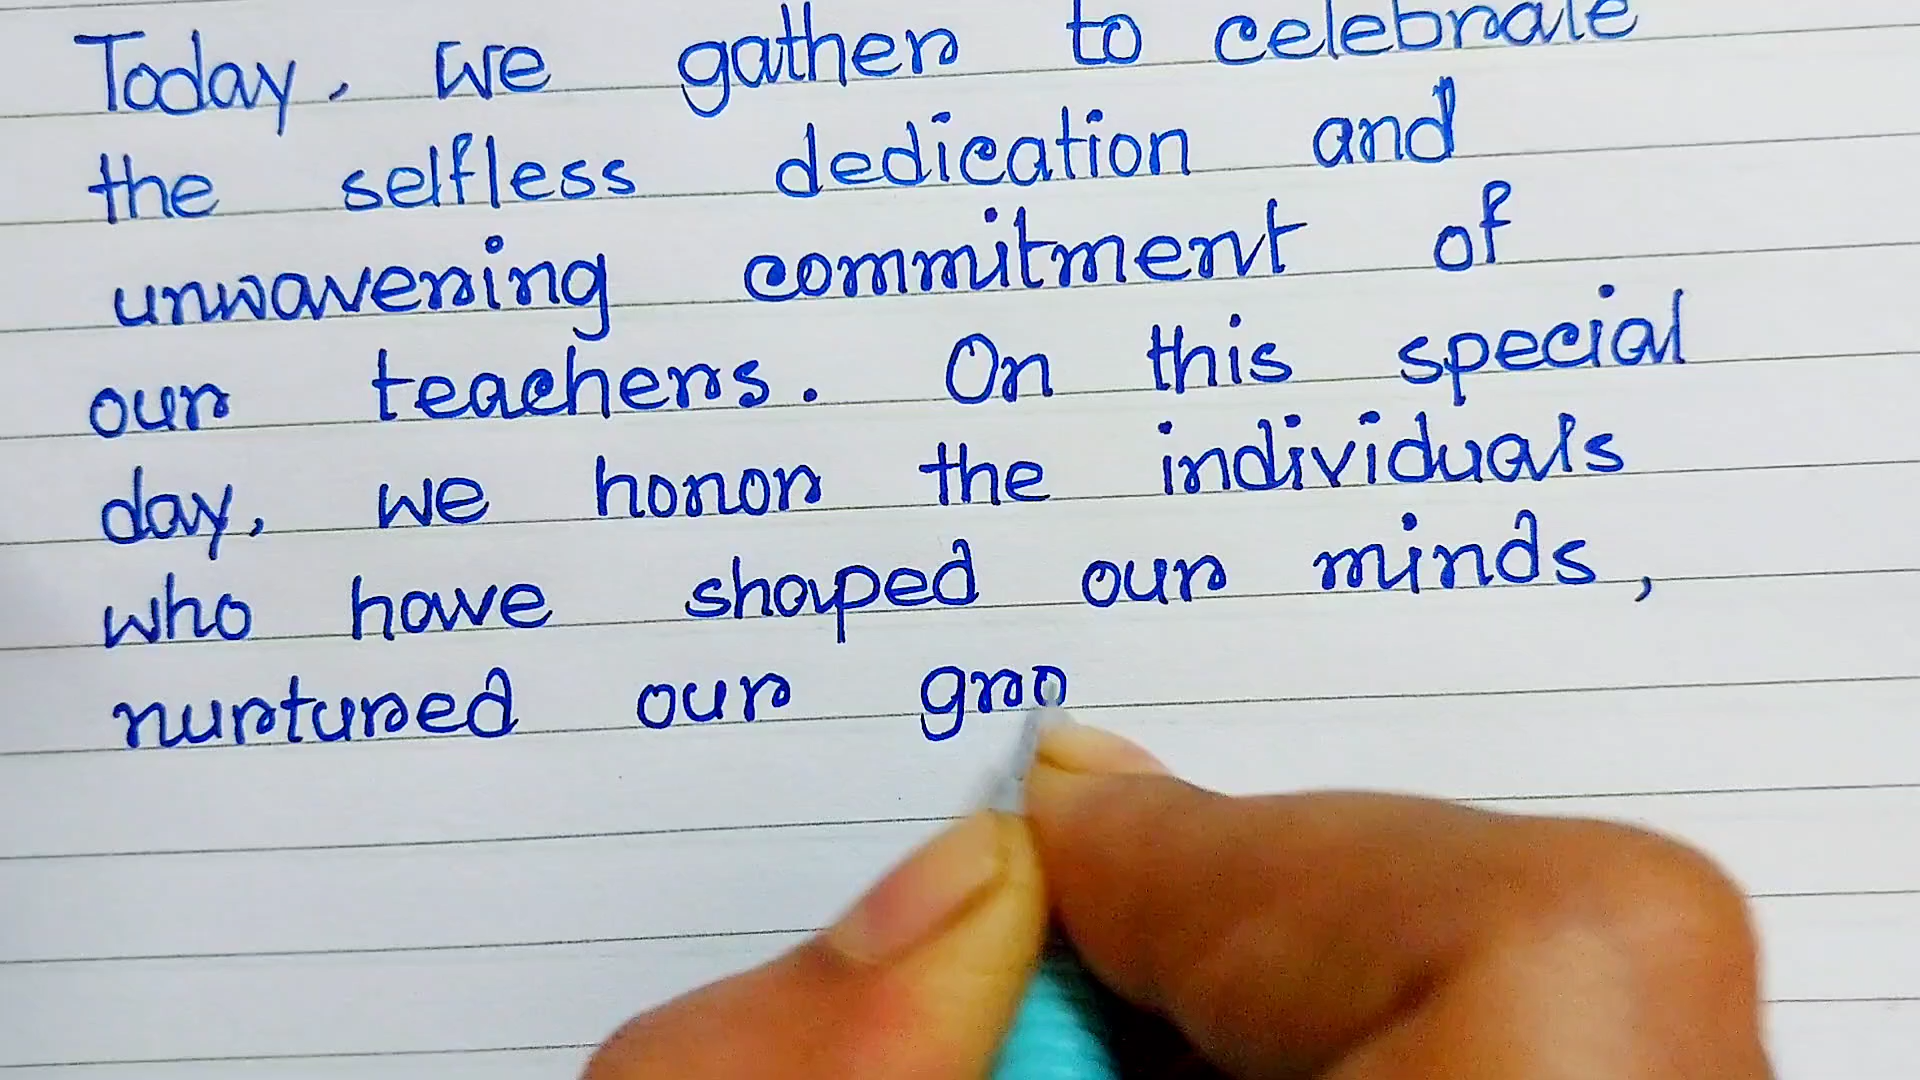 Today, we gather to celebrate
the selfless dedication and
unwavering commitment of
our teachers. On this special
day, we honor the individuals
who have shaped our minds,
nurtured our gro